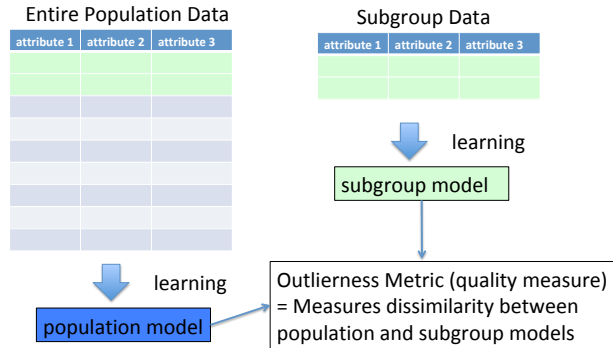 Entire Population Data
attribute 1 attribute 2 attribute 3
learning
population model
Subgroup Data
attribute 1 attribute 2 attribute 3
learning
subgroup model
Outlierness Metric (quality measure)
= Measures dissimilarity between
population and subgroup models